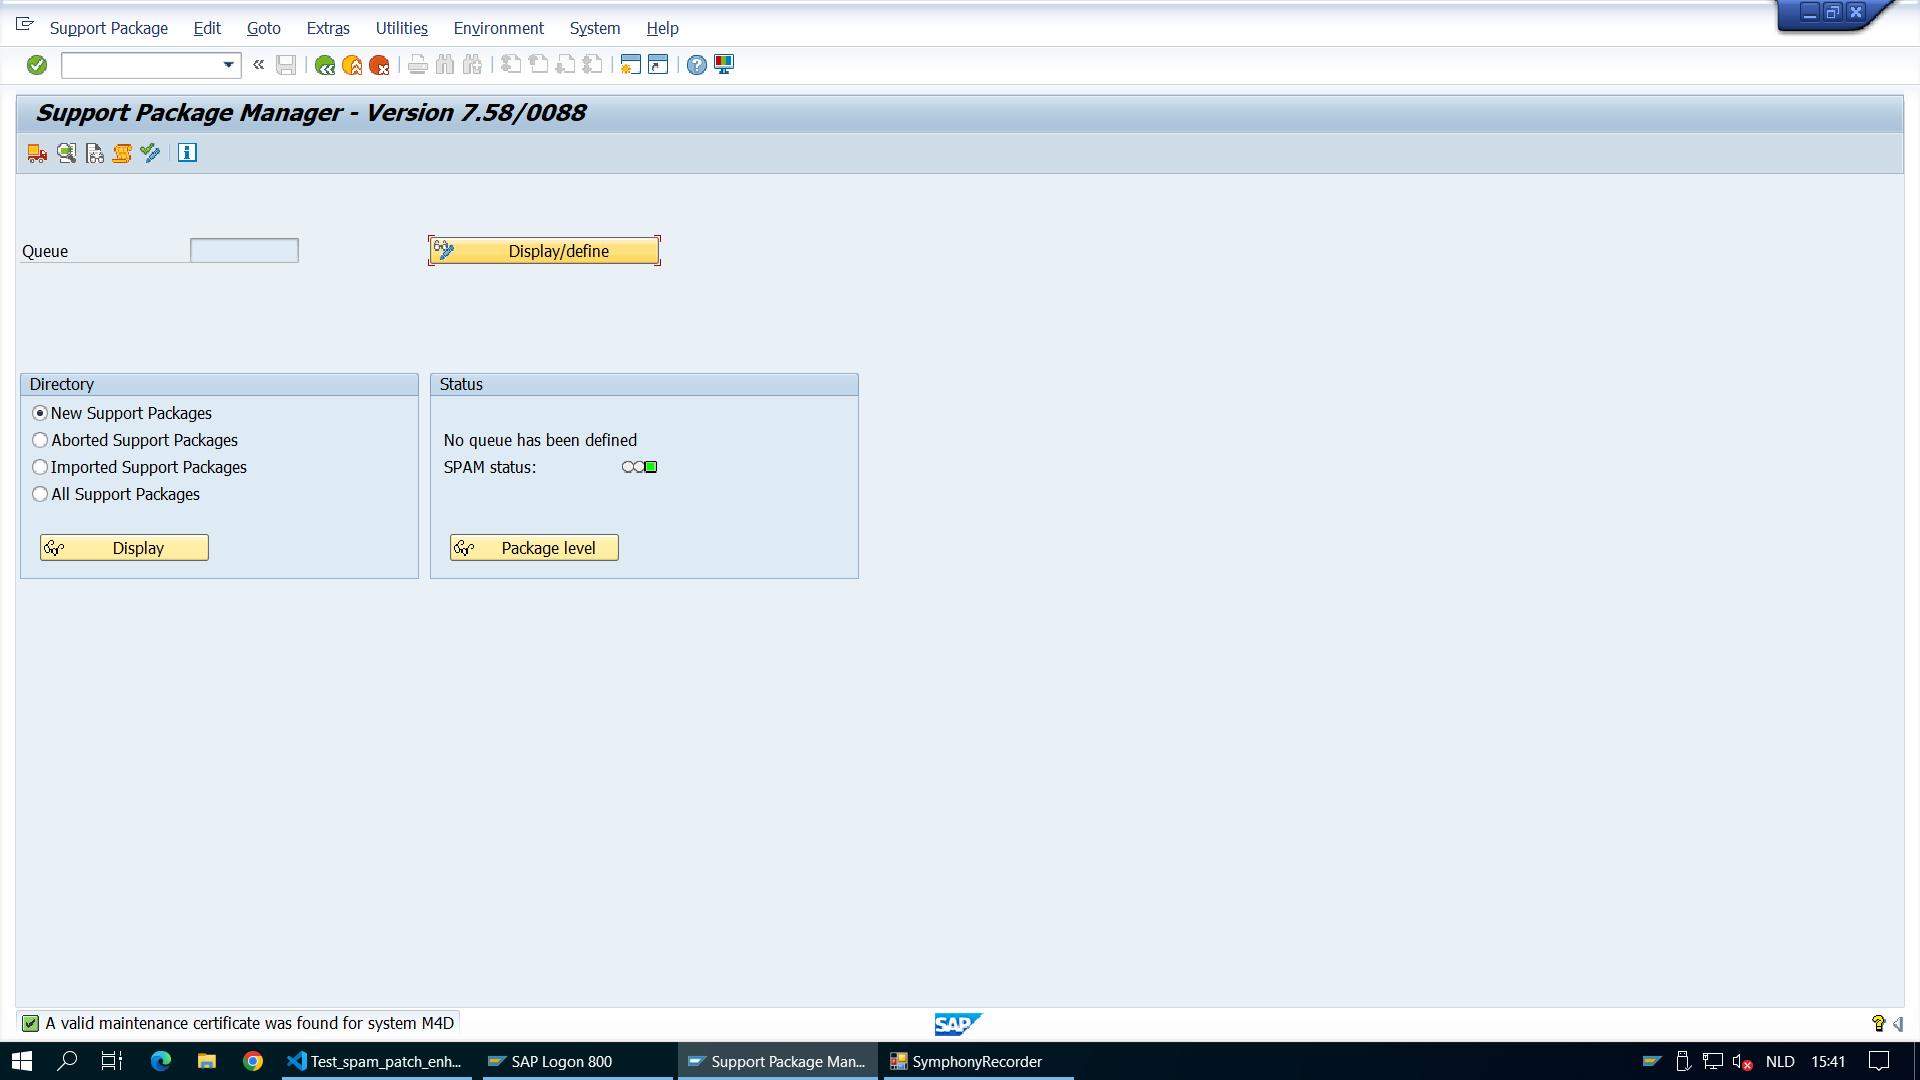 Support Package Edit Goto Extras Utilities Environment System Help
Support Package Manager - Version 7.58/0088
Queue
Display/define
Directory
New Support Packages
Aborted Support Packages
Imported Support Packages
All Support Packages
Display
Status
No queue has been defined
SPAM status:
Package level
A valid maintenance certificate was found for system M4D
SAP
Test_spam_patch_enh... SAP Logon 800 Support Package Man... SymphonyRecorder NLD 15:41